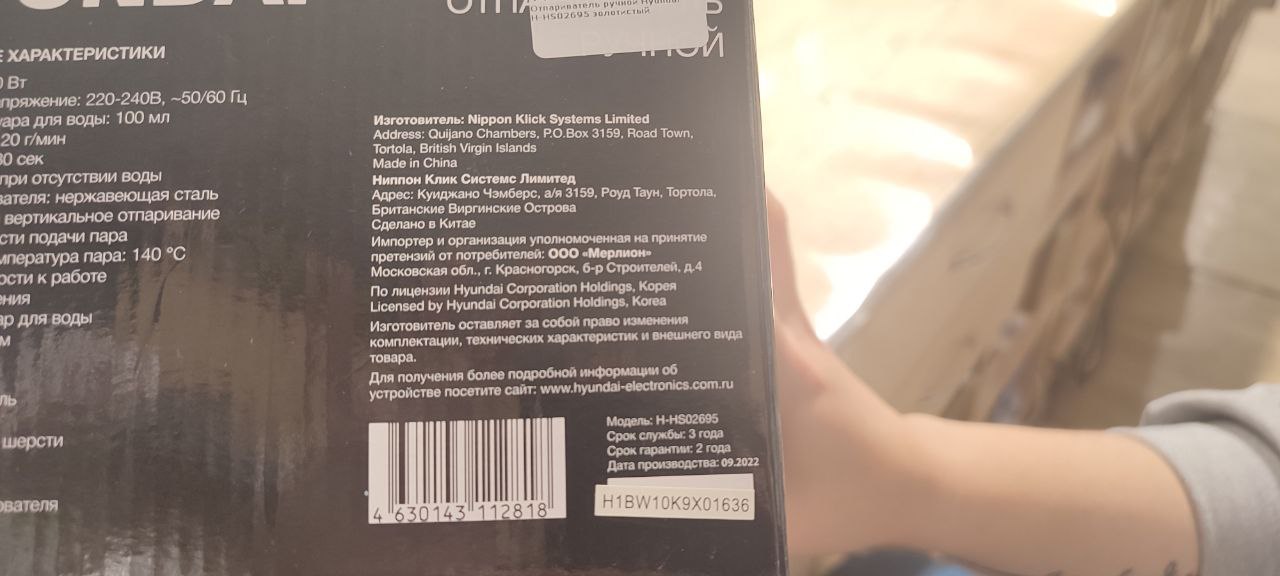 Отпариватель ручной Hyundai
H-HS02695 золотистый
РУЧНОЙ
ХАРАКТЕРИСТИКИ
Вт
220-240В, ~50/60 Гц
для воды: 100 мл
20 г/мин
сек
при отсутствии воды
нержавеющая сталь
вертикальное отпаривание
подачи пара
пара: 140 °C
к работе
для воды
шерсти
Изготовитель: Nippon Klick Systems Limited
Address: Quijano Chambers, P.O.Box 3159, Road Town,
Tortola, British Virgin Islands
Made in China
Ниппон Клик Системс Лимитед
Адрес: Куиджано Чэмберс, а/я 3159, Роуд Таун, Тортола,
Британские Виргинские Острова
Сделано в Китае
Импортер и организация уполномоченная на принятие
претензий от потребителей: ООО «Мерлион»
Московская обл., г. Красногорск, б-р Строителей, д.4
По лицензии Hyundai Corporation Holdings, Корея
Licensed by Hyundai Corporation Holdings, Korea
Изготовитель оставляет за собой право изменения
комплектации, технических характеристик и внешнего вида
товара.
Для получения более подробной информации об
устройстве посетите сайт: www.hyundai-electronics.com.ru
Модель: H-HS02695
Срок службы: 3 года
Срок гарантии: 2 года
Дата производства: 09.2022
H1BW10K9X01636
4 630143 112818